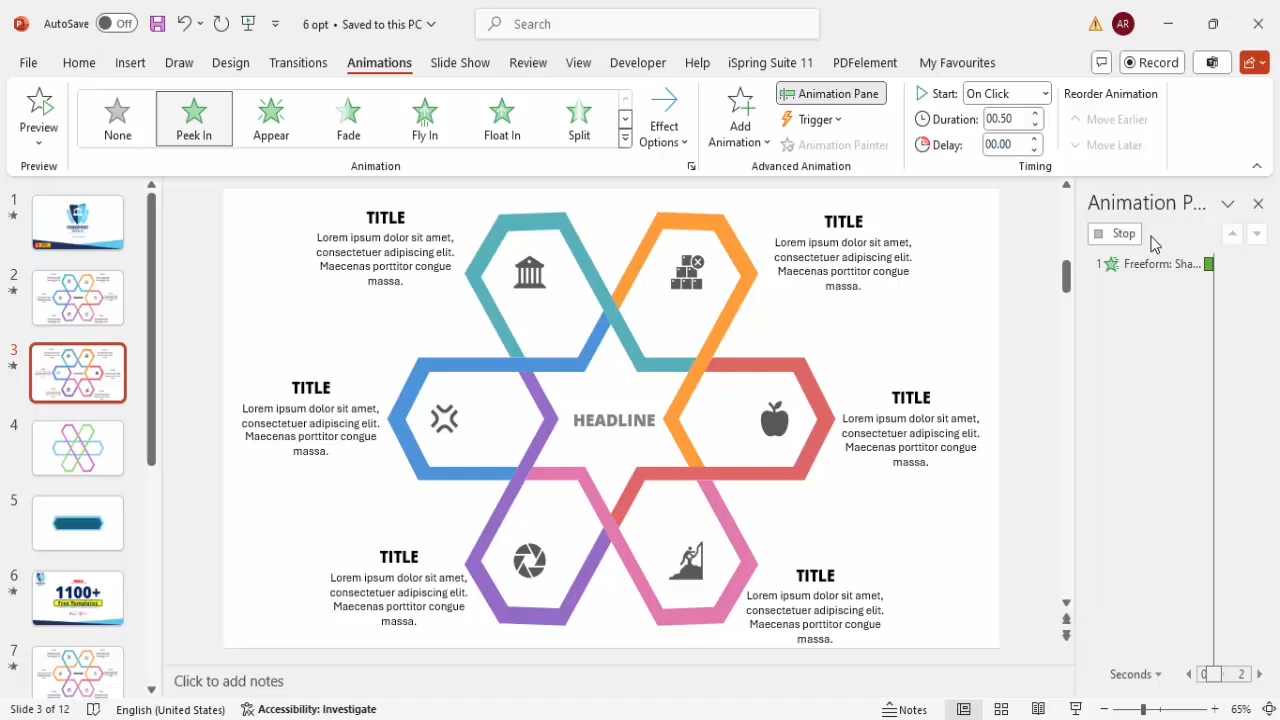 AutoSave Off 6 opt • Saved to this PC Search AR
File Home Insert Draw Design Transitions Animations Slide Show Review View Developer Help iSpring Suite 11 PDFelement My Favourites Record
Preview
None Peek In Appear Fade Fly In Float In Split
Effect
Options
Add
Animation
Animation Pane
Trigger
Animation Painter
Start: On Click
Duration: 00.50
Delay: 00.00
Reorder Animation
Move Earlier
Move Later
Preview Animation Advanced Animation Timing
1
2
3
4
5
6
1100+
Free Templates
7
TITLE
Lorem ipsum dolor sit amet,
consectetuer adipiscing elit.
Maecenas porttitor congue
massa.
TITLE
Lorem ipsum dolor sit amet,
consectetuer adipiscing elit.
Maecenas porttitor congue
massa.
TITLE
Lorem ipsum dolor sit amet,
consectetuer adipiscing elit.
Maecenas porttitor congue
massa.
HEADLINE
TITLE
Lorem ipsum dolor sit amet,
consectetuer adipiscing elit.
Maecenas porttitor congue
massa.
TITLE
Lorem ipsum dolor sit amet,
consectetuer adipiscing elit.
Maecenas porttitor congue
massa.
TITLE
Lorem ipsum dolor sit amet,
consectetuer adipiscing elit.
Maecenas porttitor congue
massa.
Animation P...
Stop
1 Freeform: Sha...
Seconds 0 2
Click to add notes
Slide 3 of 12 English (United States) Accessibility: Investigate Notes 65%